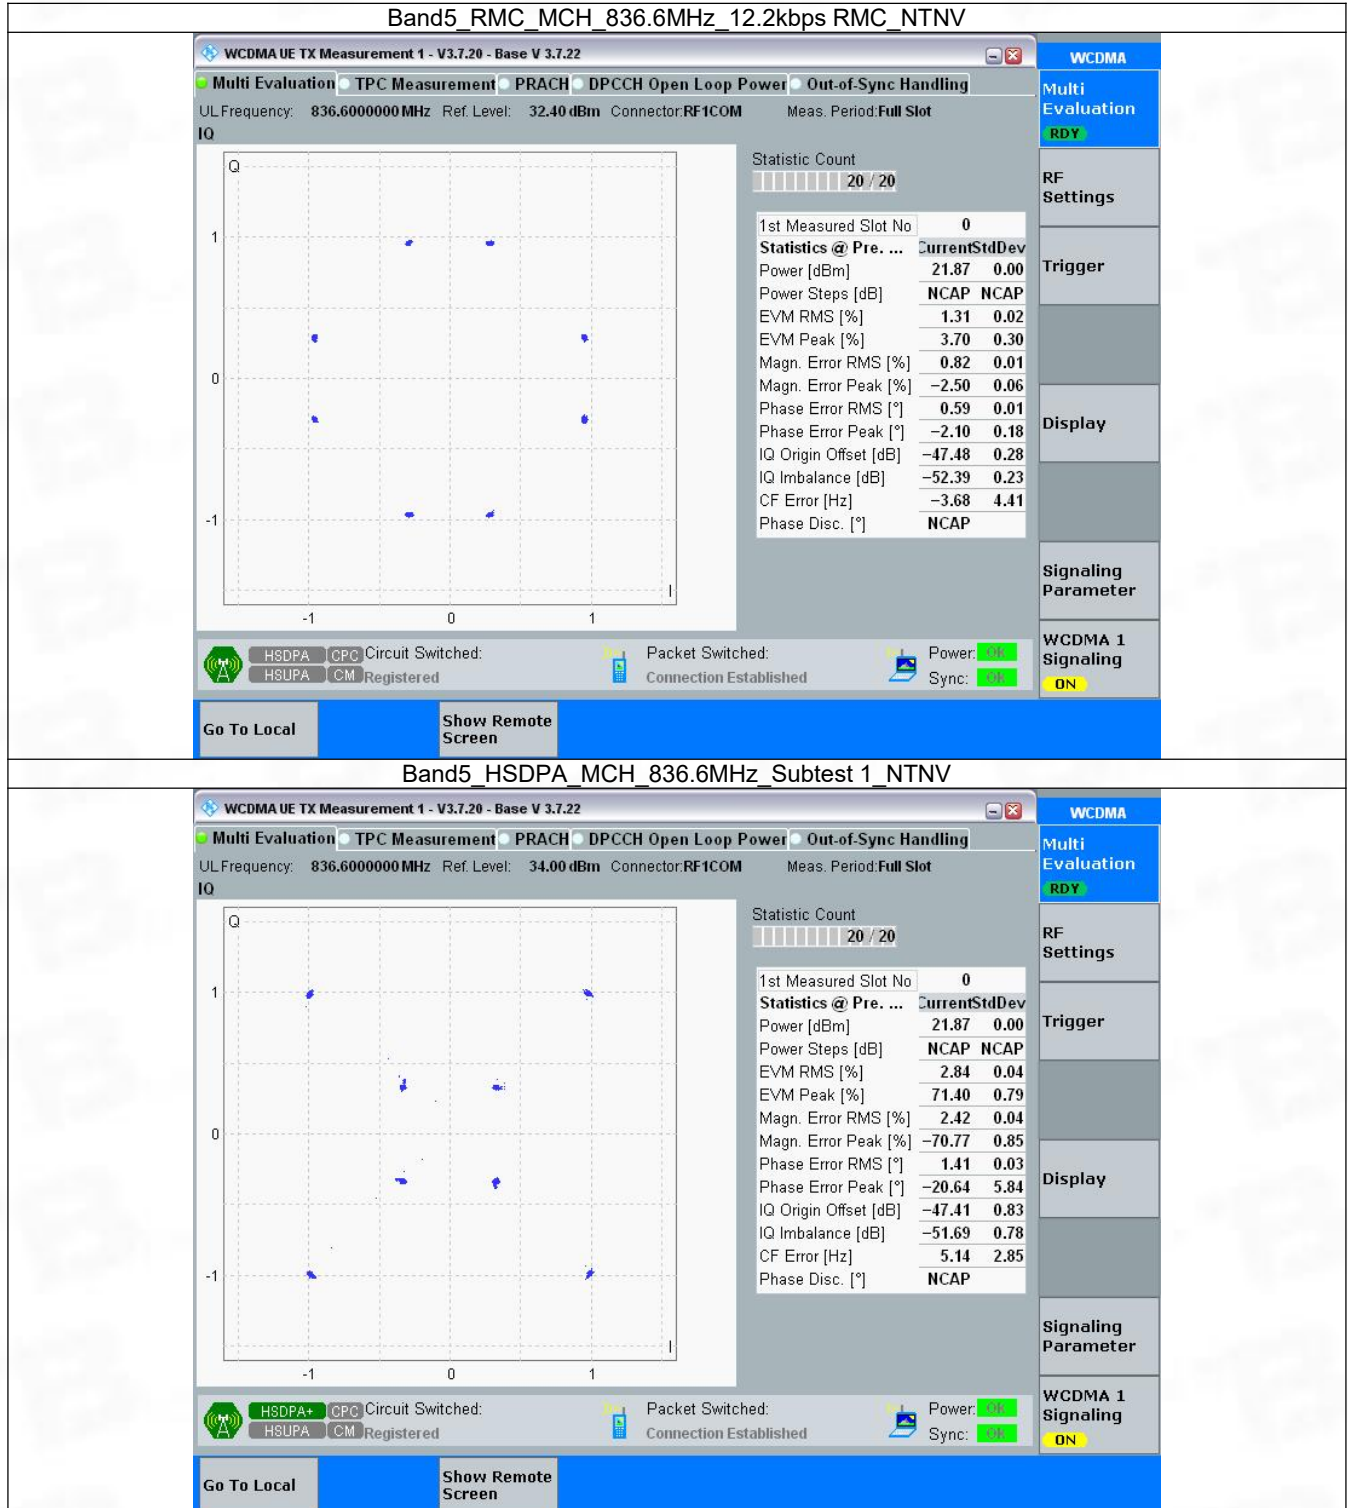 Band5_RMC_MCH_836.6MHz_12.2kbps RMC_NTNV
WCDMA UE TX Measurement 1 - V3.7.20 - Base V 3.7.22
WCDMA
Multi Evaluation TPC Measurement PRACH DPCCH Open Loop Power Out-of-Sync Handling
Multi
Evaluation
RDY
UL Frequency: 836.6000000 MHz Ref. Level: 32.40 dBm Connector:RF1COM Meas. Period:Full Slot
IQ
Q
1
0
-1
-1 0 1
I
Statistic Count
20 / 20
1st Measured Slot No 0
Statistics @ Pre. ... Current StdDev
Power [dBm] 21.87 0.00
Power Steps [dB] NCAP NCAP
EVM RMS [%] 1.31 0.02
EVM Peak [%] 3.70 0.30
Magn. Error RMS [%] 0.82 0.01
Magn. Error Peak [%] −2.50 0.06
Phase Error RMS [°] 0.59 0.01
Phase Error Peak [°] −2.10 0.18
IQ Origin Offset [dB] −47.48 0.28
IQ Imbalance [dB] −52.39 0.23
CF Error [Hz] −3.68 4.41
Phase Disc. [°] NCAP
RF
Settings
Trigger
Display
Signaling
Parameter
WCDMA 1
Signaling
ON
HSDPA CPC Circuit Switched: Packet Switched: Power: OK
HSUPA CM Registered Connection Established Sync: OK
Go To Local
Show Remote
Screen
Band5_HSDPA_MCH_836.6MHz_Subtest 1_NTNV
WCDMA UE TX Measurement 1 - V3.7.20 - Base V 3.7.22
WCDMA
Multi Evaluation TPC Measurement PRACH DPCCH Open Loop Power Out-of-Sync Handling
Multi
Evaluation
RDY
UL Frequency: 836.6000000 MHz Ref. Level: 34.00 dBm Connector:RF1COM Meas. Period:Full Slot
IQ
Q
1
0
-1
-1 0 1
I
Statistic Count
20 / 20
1st Measured Slot No 0
Statistics @ Pre. ... Current StdDev
Power [dBm] 21.87 0.00
Power Steps [dB] NCAP NCAP
EVM RMS [%] 2.84 0.04
EVM Peak [%] 71.40 0.79
Magn. Error RMS [%] 2.42 0.04
Magn. Error Peak [%] −70.77 0.85
Phase Error RMS [°] 1.41 0.03
Phase Error Peak [°] −20.64 5.84
IQ Origin Offset [dB] −47.41 0.83
IQ Imbalance [dB] −51.69 0.78
CF Error [Hz] 5.14 2.85
Phase Disc. [°] NCAP
RF
Settings
Trigger
Display
Signaling
Parameter
WCDMA 1
Signaling
ON
HSDPA+ CPC Circuit Switched: Packet Switched: Power: OK
HSUPA CM Registered Connection Established Sync: OK
Go To Local
Show Remote
Screen